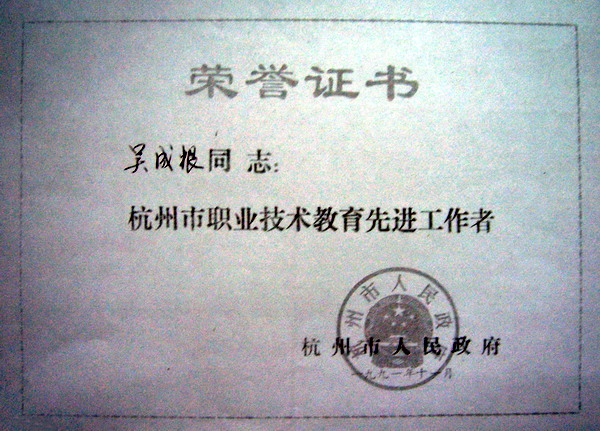 荣誉证书
吴成根同志:
杭州市职业技术教育先进工作者
杭州市人民政府
杭州市人民政府
一九九一年十一月